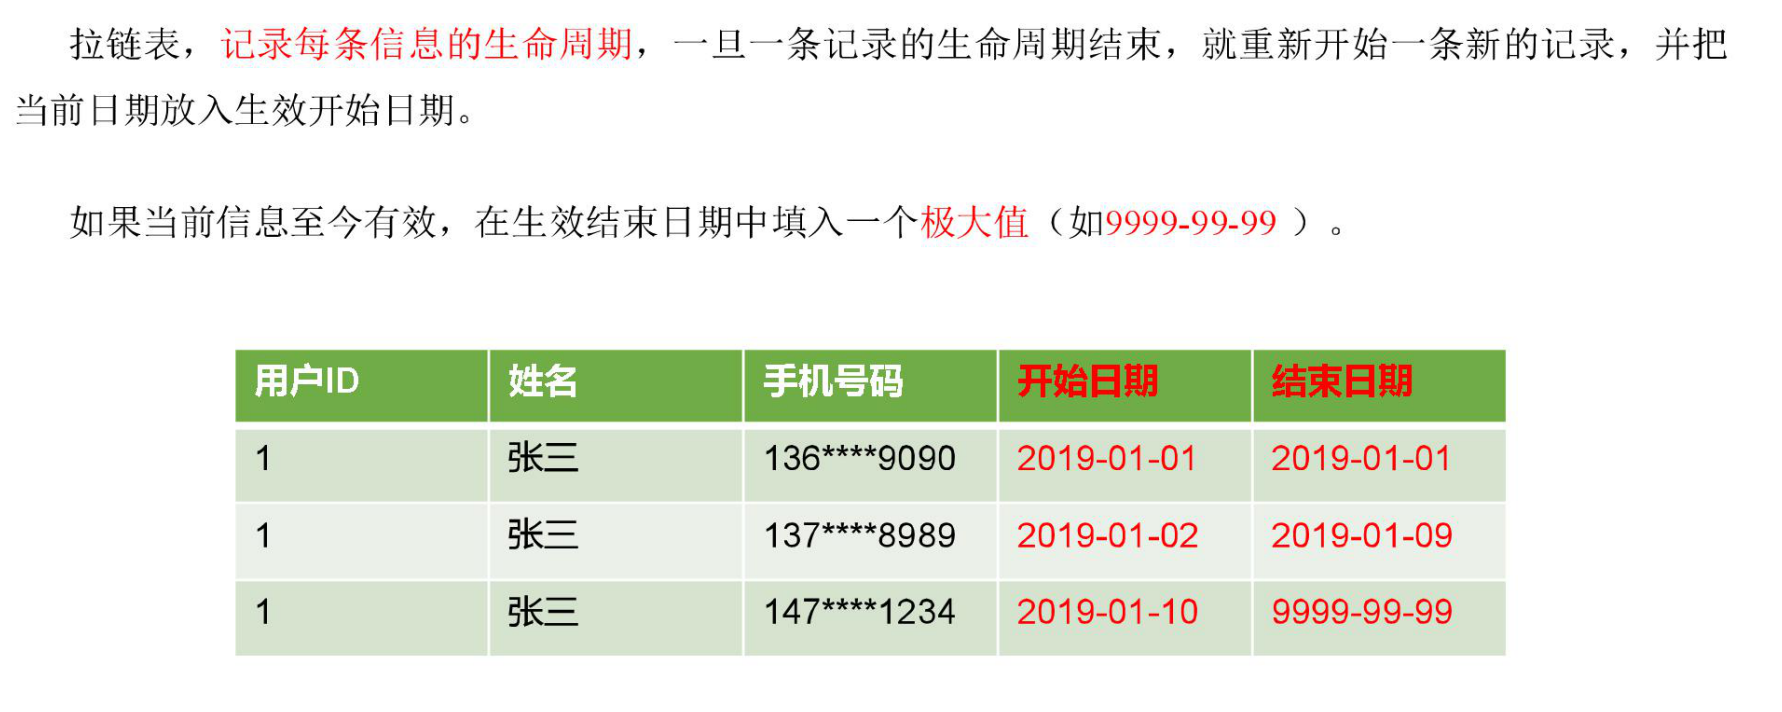 拉链表，记录每条信息的生命周期，一旦一条记录的生命周期结束，就重新开始一条新的记录，并把
当前日期放入生效开始日期。
如果当前信息至今有效，在生效结束日期中填入一个极大值（如9999-99-99 ）。
用户ID 姓名 手机号码 开始日期 结束日期
1 张三 136****9090 2019-01-01 2019-01-01
1 张三 137****8989 2019-01-02 2019-01-09
1 张三 147****1234 2019-01-10 9999-99-99